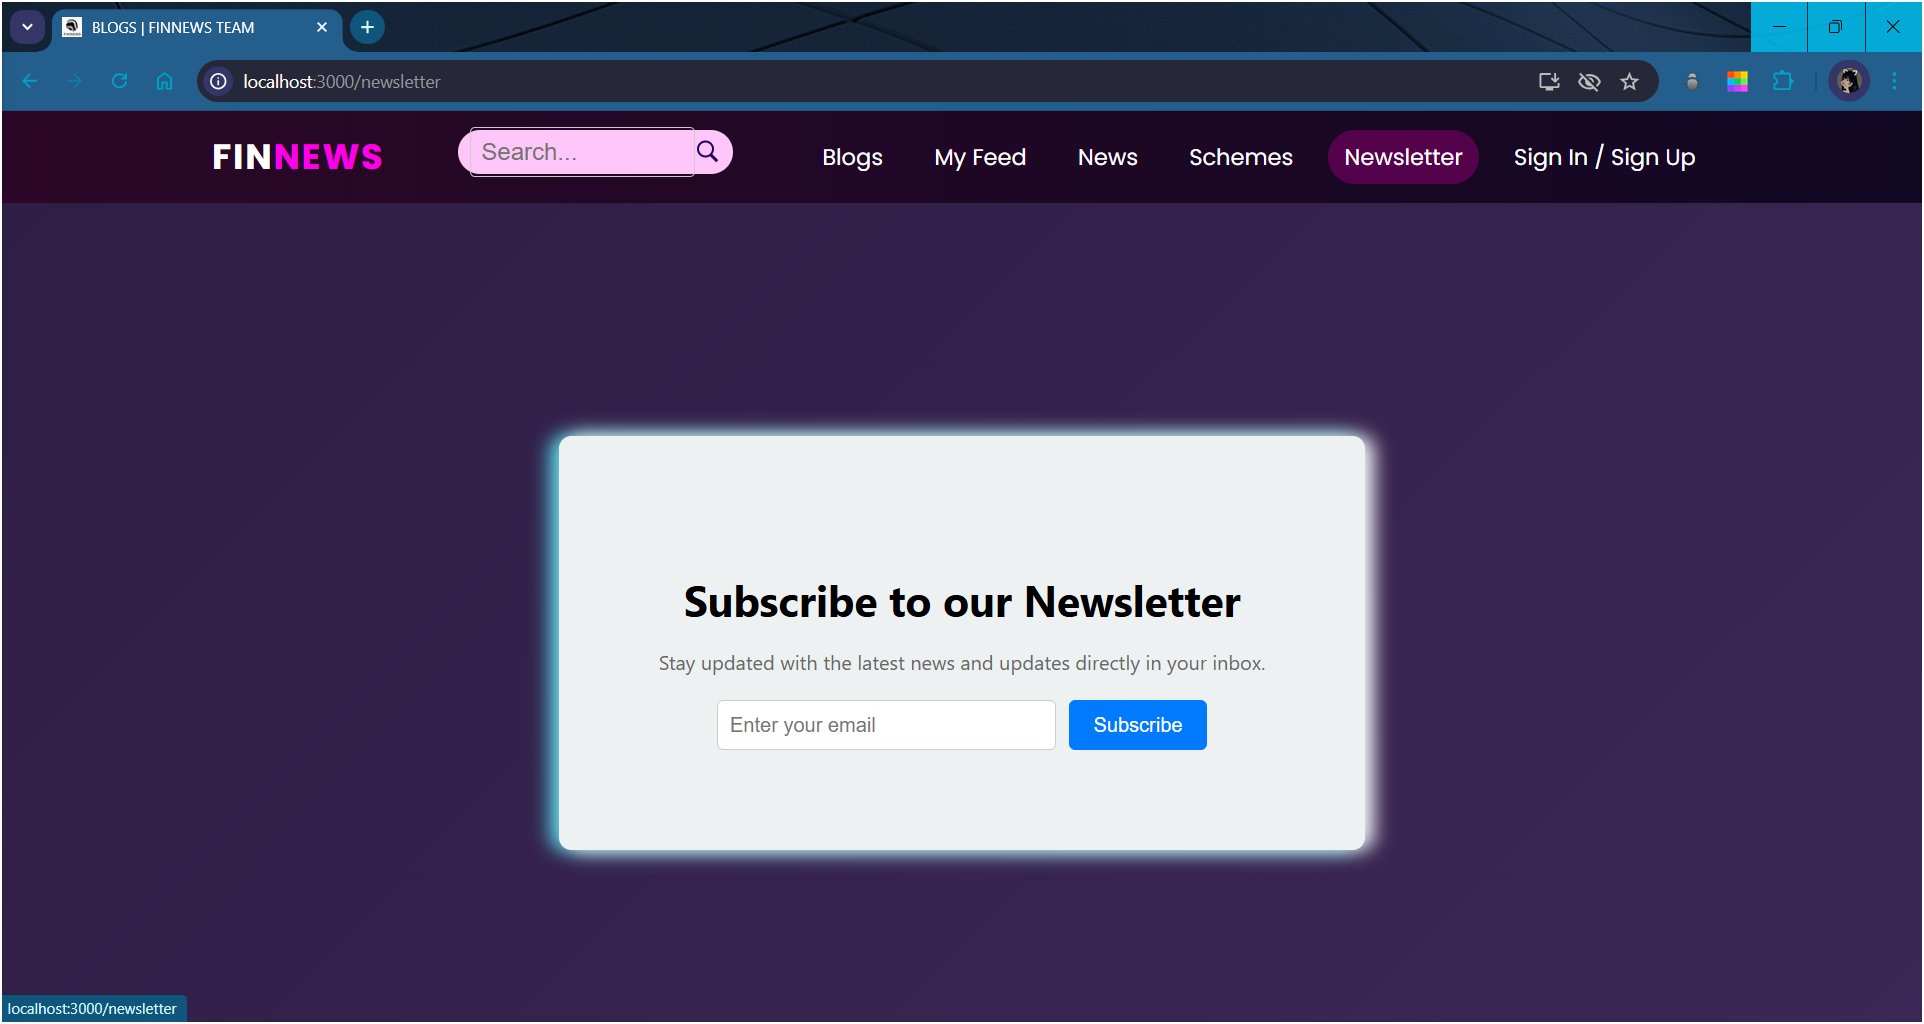 BLOGS | FINNEWS TEAM
localhost:3000/newsletter
FINNEWS
Search...
Blogs
My Feed
News
Schemes
Newsletter
Sign In / Sign Up
Subscribe to our Newsletter
Stay updated with the latest news and updates directly in your inbox.
Enter your email
Subscribe
localhost:3000/newsletter